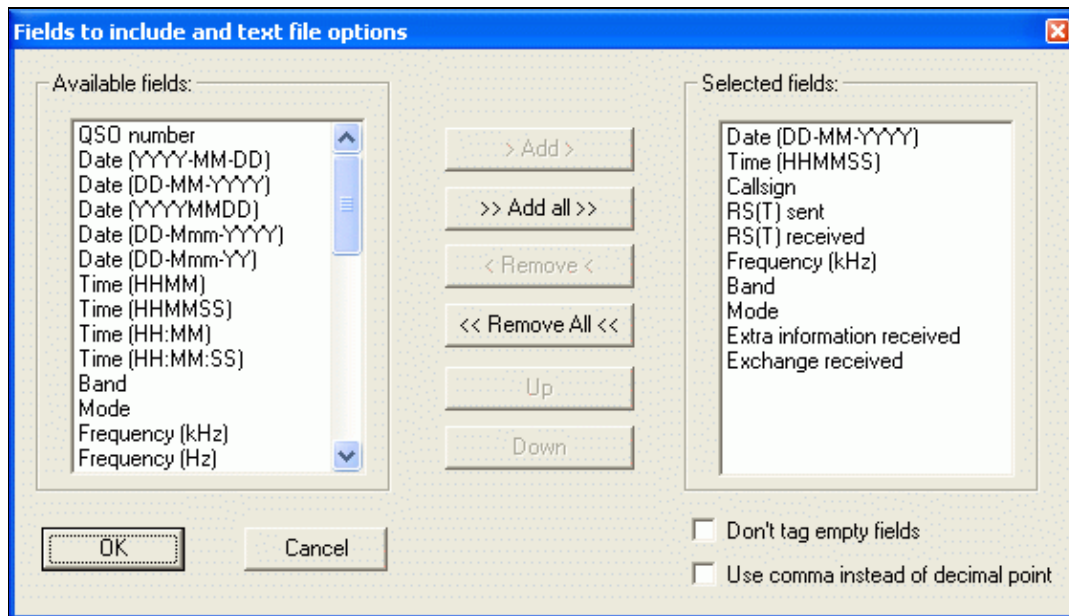 Fields to include and text file options
Available fields:
QSO number
Date (YYYY-MM-DD)
Date (DD-MM-YYYY)
Date (YYYYMMDD)
Date (DD-Mmm-YYYY)
Date (DD-Mmm-YY)
Time (HHMM)
Time (HHMMSS)
Time (HH:MM)
Time (HH:MM:SS)
Band
Mode
Frequency (kHz)
Frequency (Hz)
> Add >
>> Add all >>
< Remove <
<< Remove All <<
Up
Down
Selected fields:
Date (DD-MM-YYYY)
Time (HHMMSS)
Callsign
RS(T) sent
RS(T) received
Frequency (kHz)
Band
Mode
Extra information received
Exchange received
OK
Cancel
Don't tag empty fields
Use comma instead of decimal point